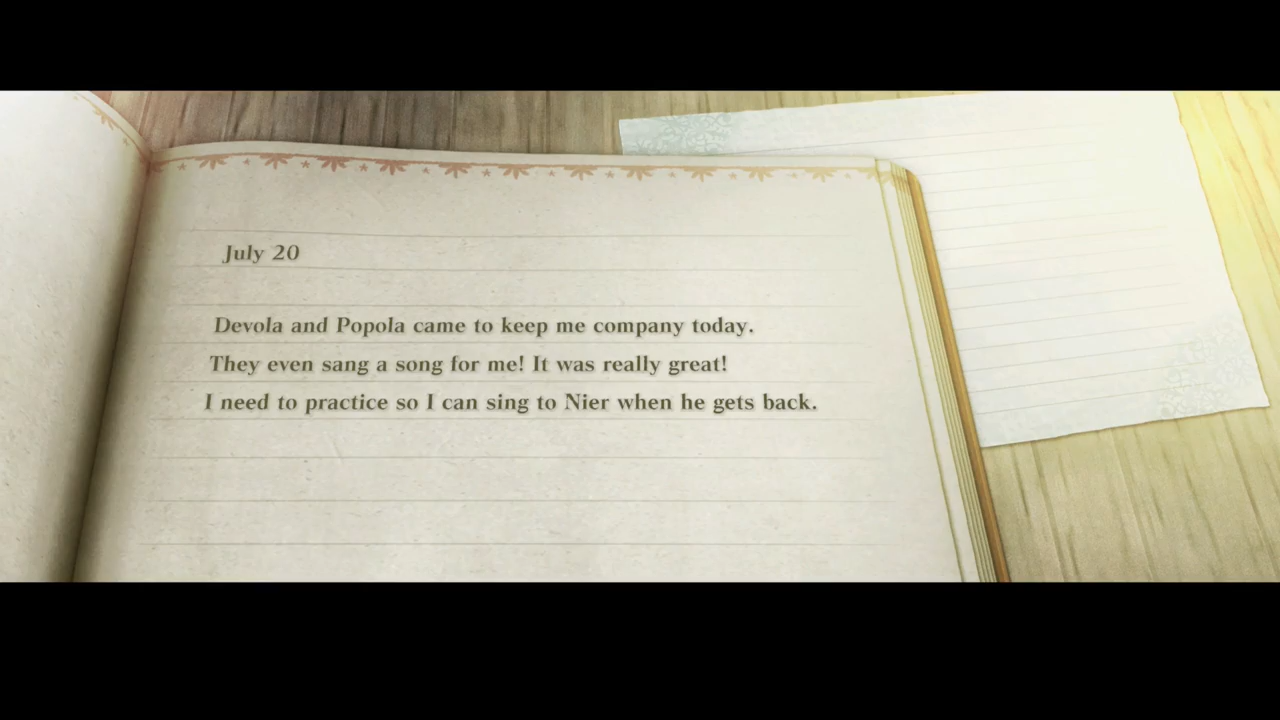 July 20
Devola and Popola came to keep me company today.
They even sang a song for me! It was really great!
I need to practice so I can sing to Nier when he gets back.